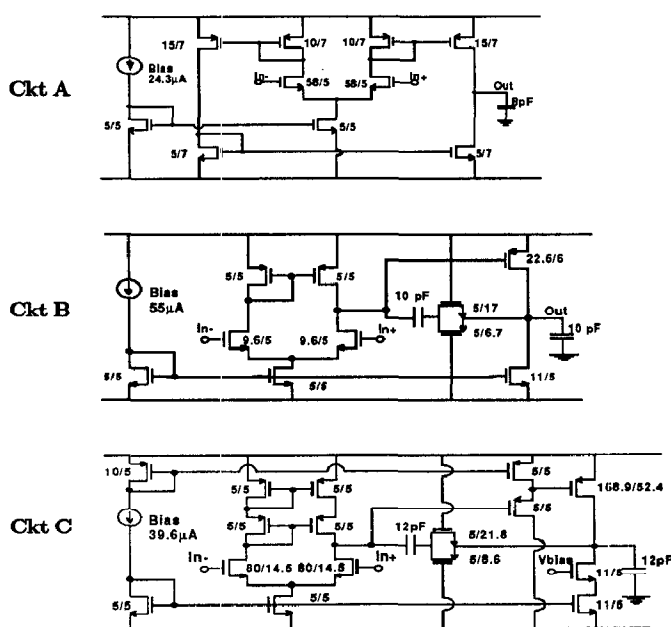 15/7
10/7
10/7
15/7
Bias
24.3µA
In-
58/5
58/5
In+
Out
8pF
Ckt A
5/5
5/5
5/7
5/7
5/5
5/5
22.6/6
Bias
55µA
10 pF
5/17
Out
Ckt B
In-
9.6/5
9.6/5
In+
5/6.7
10 pF
5/5
5/5
11/5
10/5
5/5
5/5
5/5
168.9/52.4
Ckt C
Bias
39.6µA
5/5
5/5
5/5
12pF
5/21.8
In-
80/14.5
80/14.5
In+
5/8.6
Vbias
11/5
12pF
5/5
5/5
11/5